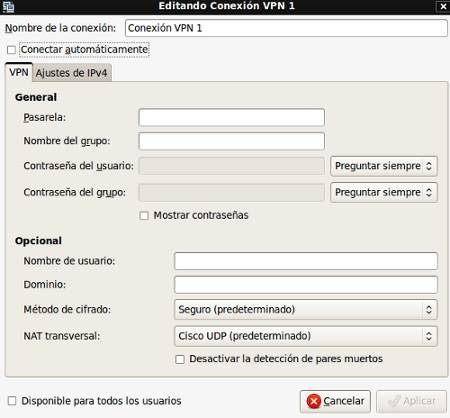 Editando Conexión VPN 1
Nombre de la conexión: Conexión VPN 1
Conectar automáticamente
VPN Ajustes de IPv4
General
Pasarela:
Nombre del grupo:
Contraseña del usuario: Preguntar siempre
Contraseña del grupo: Preguntar siempre
Mostrar contraseñas
Opcional
Nombre de usuario:
Dominio:
Método de cifrado: Seguro (predeterminado)
NAT transversal: Cisco UDP (predeterminado)
Desactivar la detección de pares muertos
Disponible para todos los usuarios Cancelar Aplicar